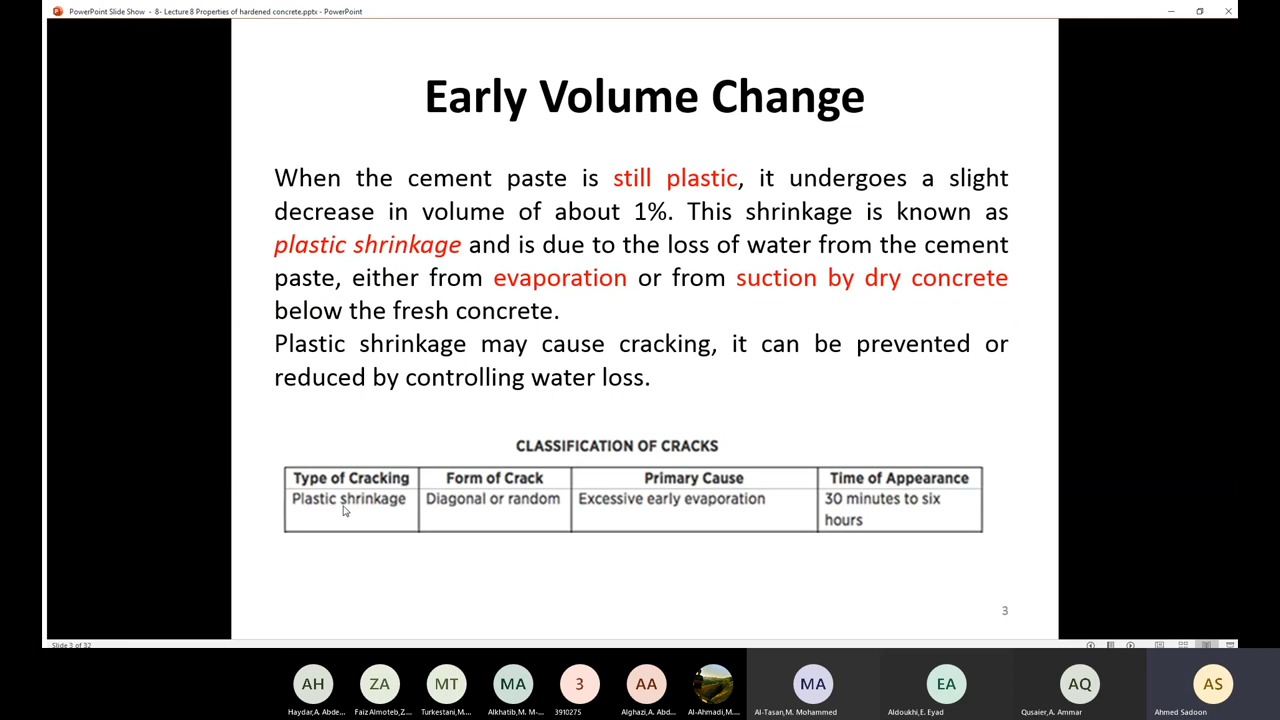 PowerPoint Slide Show - 8- Lecture 8 Properties of hardened concrete.pptx - PowerPoint
Early Volume Change
When the cement paste is still plastic, it undergoes a slight
decrease in volume of about 1%. This shrinkage is known as
plastic shrinkage and is due to the loss of water from the cement
paste, either from evaporation or from suction by dry concrete
below the fresh concrete.
Plastic shrinkage may cause cracking, it can be prevented or
reduced by controlling water loss.
CLASSIFICATION OF CRACKS
Type of Cracking Form of Crack Primary Cause Time of Appearance
Plastic shrinkage Diagonal or random Excessive early evaporation 30 minutes to six
hours
3
Slide 3 of 32
AH ZA MT MA 3 AA MA EA AQ AS
Haydar,A. Abde... Faiz Almoteb,Z... Turkestani,M.... Alkhatib,M. M-... 3910275 Alghazi,A. Abd... Al-Ahmadi,M.... Al-Tasan,M. Mohammed Aldoukhi,E. Eyad Qusaier,A. Ammar Ahmed Sadoon